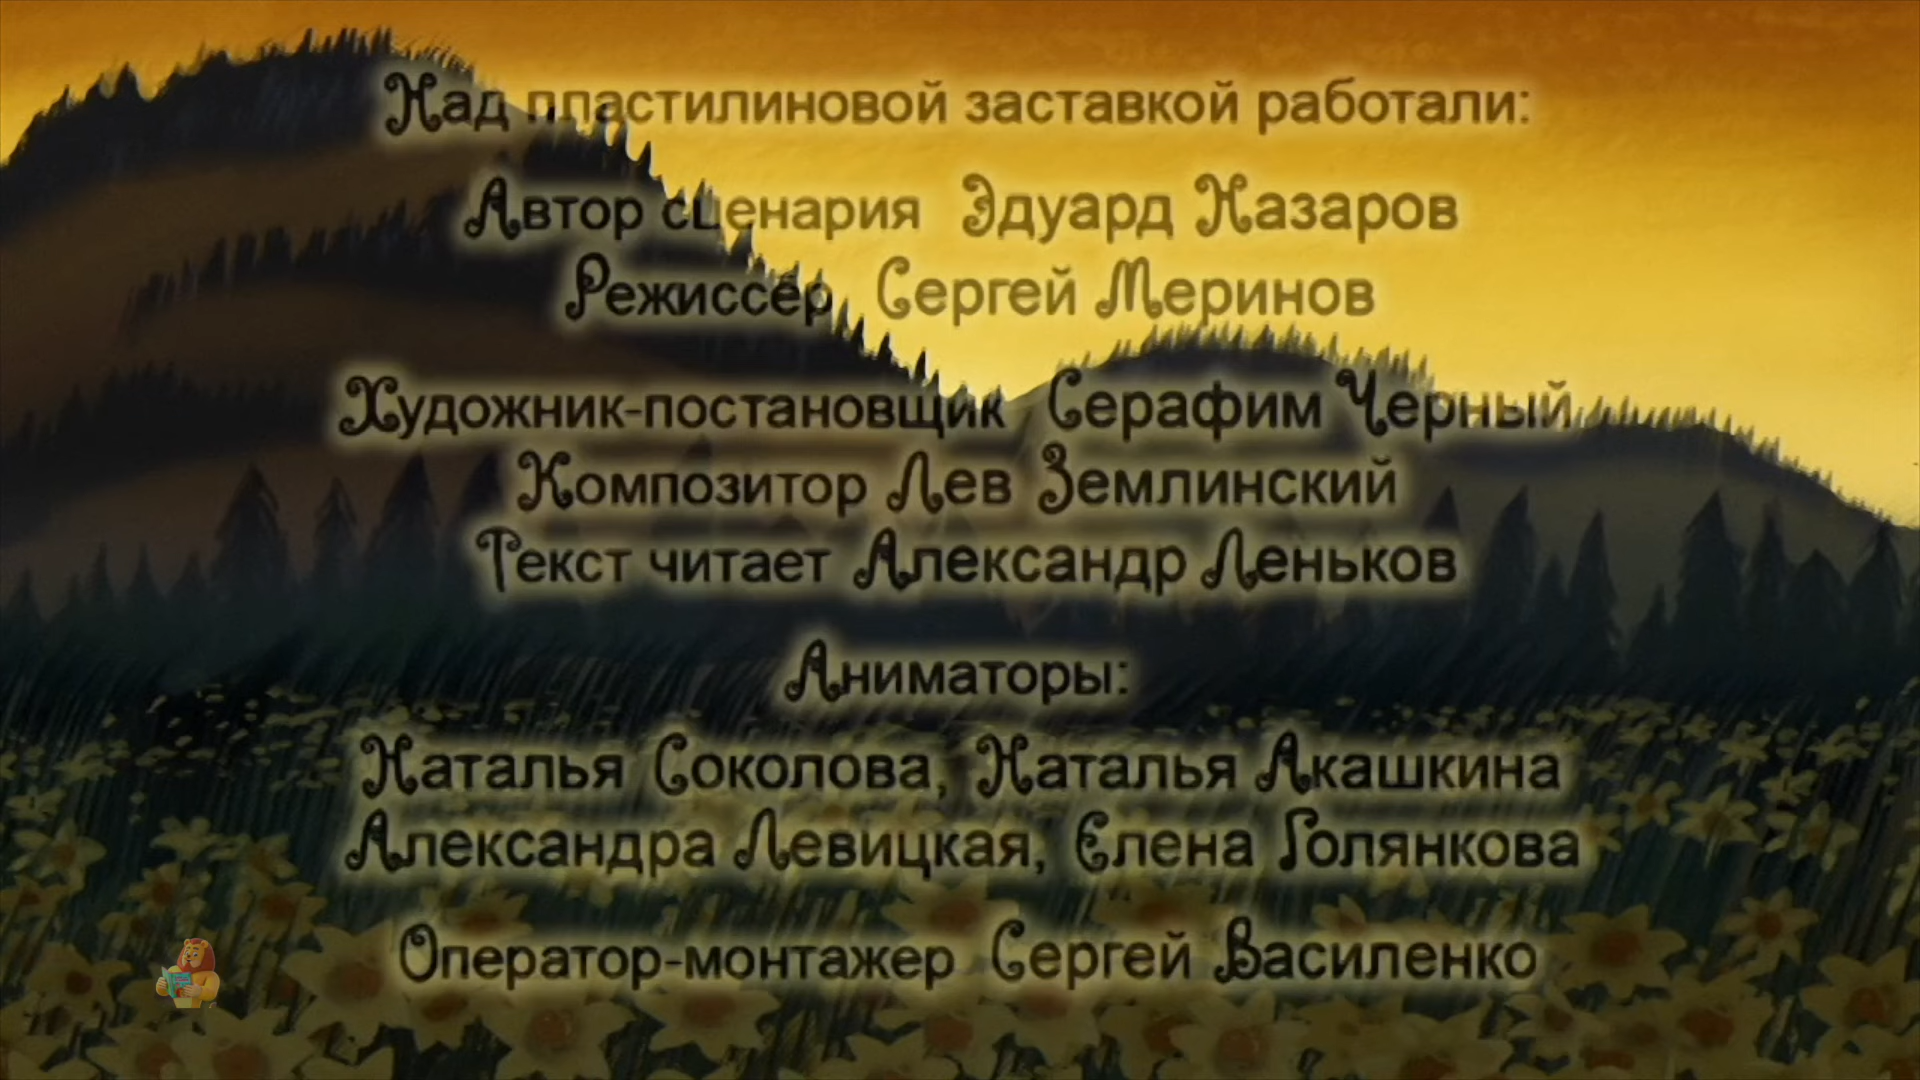 Над пластилиновой заставкой работали:
Автор сценария Эдуард Назаров
Режиссёр Сергей Меринов
Художник-постановщик Серафим Черный
Композитор Лев Землинский
Текст читает Александр Леньков
Аниматоры:
Наталья Соколова, Наталья Акашкина
Александра Левицкая, Елена Голянкова
Оператор-монтажер Сергей Василенко